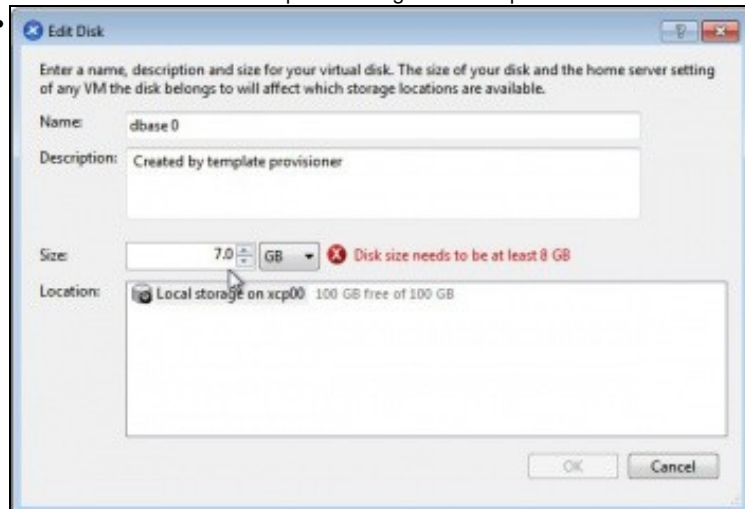 Edit Disk
Enter a name, description and size for your virtual disk. The size of your disk and the home server setting
of any VM the disk belongs to will affect which storage locations are available.
Name: dbase 0
Description: Created by template provisioner
Size: 7.0 GB Disk size needs to be at least 8 GB
Location: Local storage on xcp00 100 GB free of 100 GB
OK Cancel